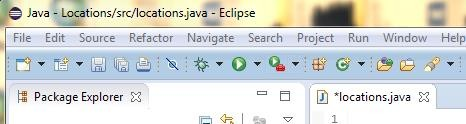 Java - Locations/src/locations.java - Eclipse
File Edit Source Refactor Navigate Search Project Run Window Help
Package Explorer
*locations.java
1